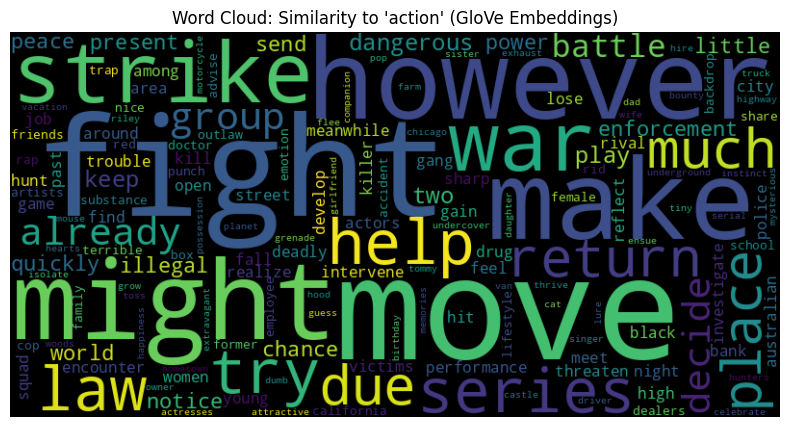 Word Cloud: Similarity to 'action' (GloVe Embeddings)
peace present send dangerous power battle little
trap among motorcycle advise pop sister exhaust hire
strike however
area nice job vacation riley
companion farm flee backdrop city truck highway
group lose share
friends around red doctor outlaw meanwhile chicago dad wife bounty
fight war enforcement much
rap artists trouble kill emotion killer gang play rival rid underground instinct mysterious
hunt past keep punch open accident sharp
game substance street develop girlfriend two make
already find possession planet gain reflect female tiny police serial
mouse box grenade actors undercover daughter ensue
hearts terrible deadly help drug return school
quickly illegal fall realize intervene tommy feel thrive
isolate grow toss family employee hood guess hit cat lure
might move black decide investigate place australian
happiness extravagant former birthday memories lifestyle van singer
world chance victims performance meet bank
cop squad encounter woods women try due threaten night
law notice hometown dumb series high hunters
owner young castle driver dealers
actresses attractive california celebrate